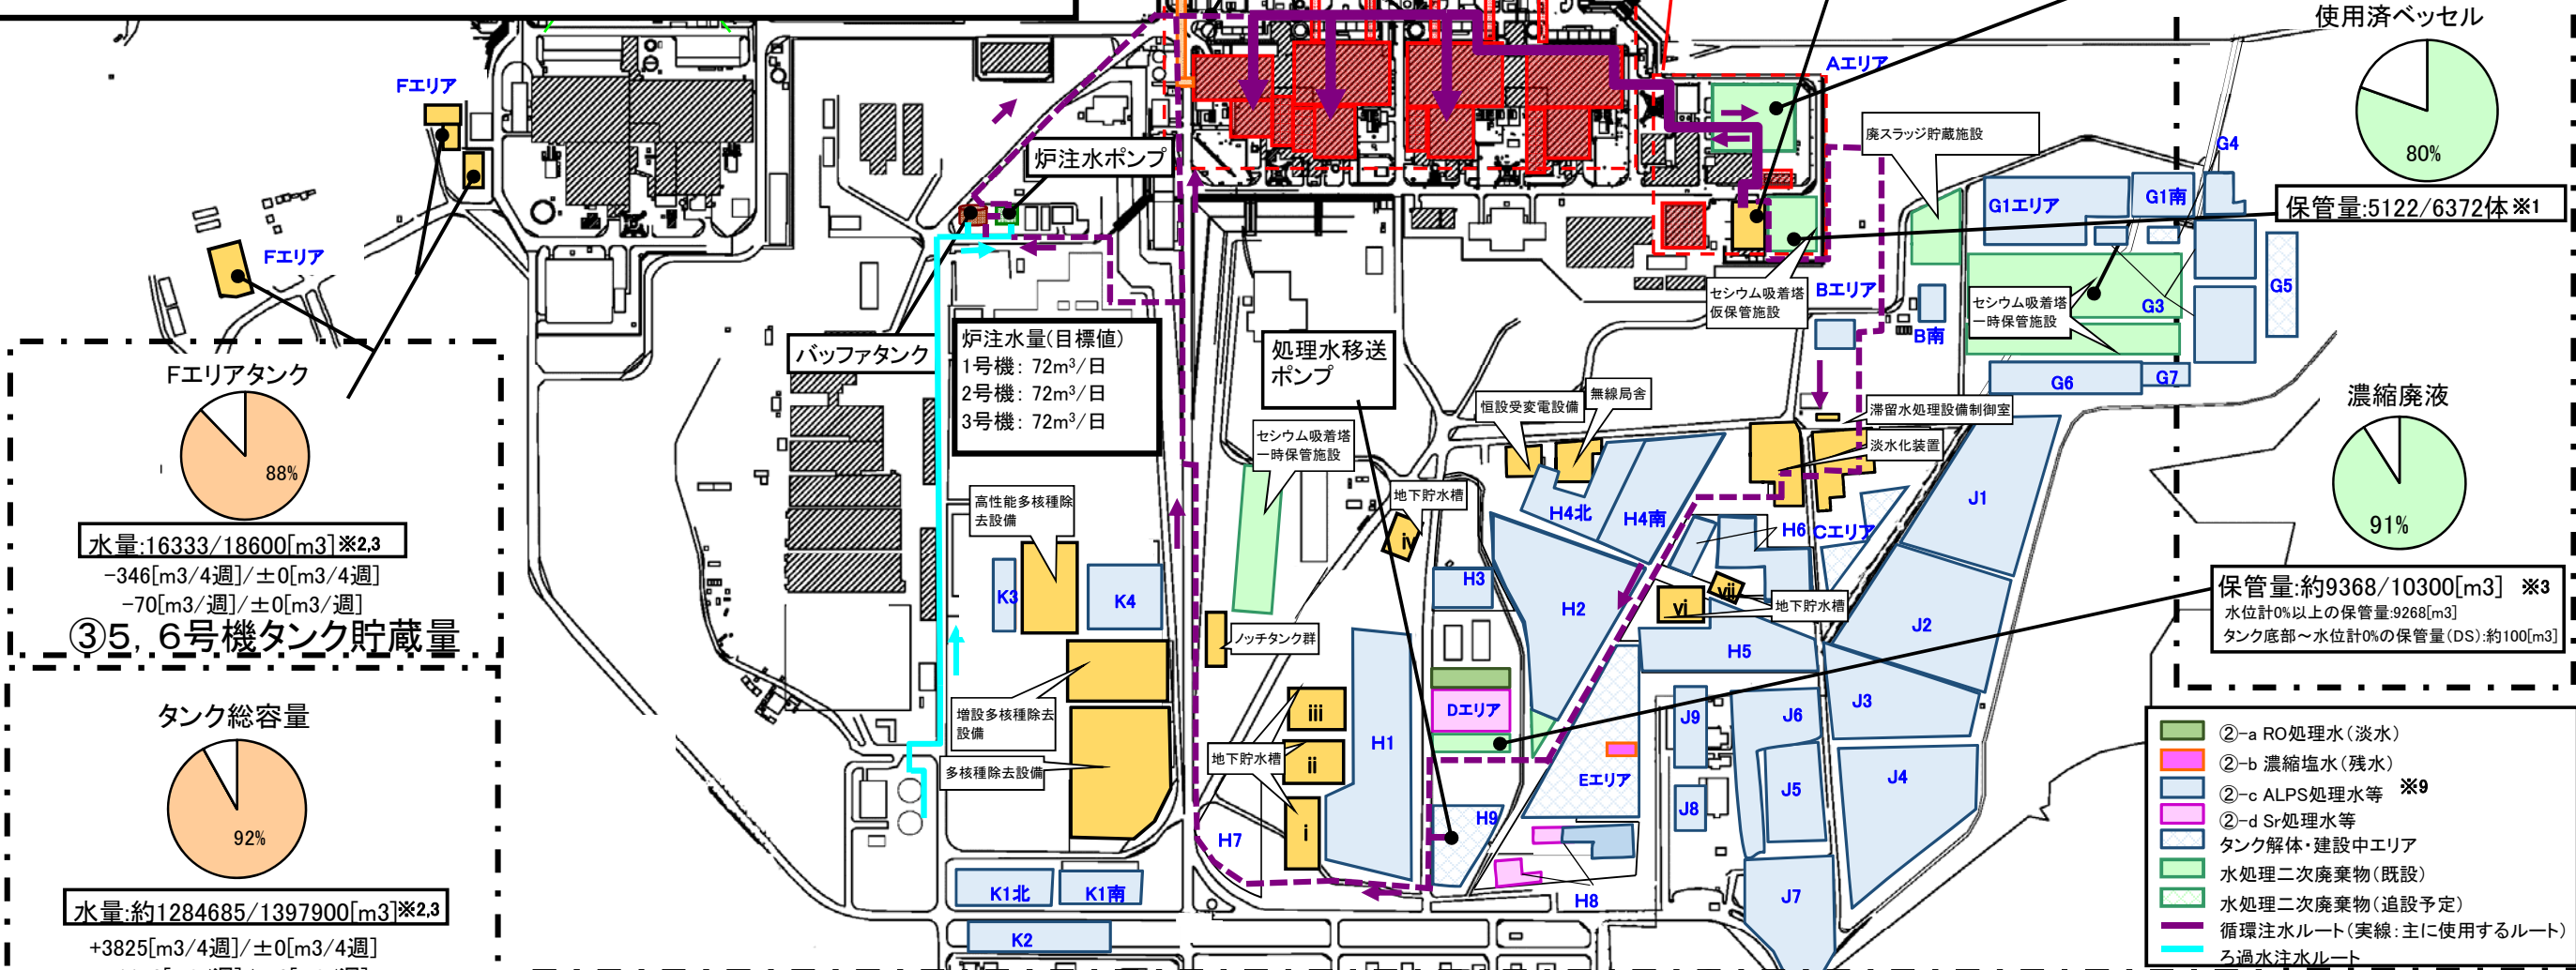 使用済ベッセル
80%
保管量:5122/6372体※1
Fエリア
Fエリア
Aエリア
廃スラッジ貯蔵施設
G4
G1南
G1エリア
炉注水ポンプ
セシウム吸着塔
仮保管施設
Bエリア
B南
セシウム吸着塔
一時保管施設
G3
G5
G6
G7
Fエリアタンク
88%
水量:16333/18600[m3]※2,3
-346[m3/4週]/±0[m3/4週]
-70[m3/週]/±0[m3/週]
③5，6号機タンク貯蔵量
バッファタンク
炉注水量(目標値)
1号機: 72m³/日
2号機: 72m³/日
3号機: 72m³/日
処理水移送
ポンプ
恒設受変電設備
無線局舎
滞留水処理設備制御室
淡水化装置
濃縮廃液
91%
保管量:約9368/10300[m3] ※3
水位計0%以上の保管量:9268[m3]
タンク底部～水位計0%の保管量(DS):約100[m3]
セシウム吸着塔
一時保管施設
地下貯水槽
iv
高性能多核種除
去設備
H4北
H4南
H6
Cエリア
J1
K3
K4
H3
H2
vi
vii
地下貯水槽
J2
ノッチタンク群
H5
タンク総容量
92%
水量:約1284685/1397900[m3]※2,3
+3825[m3/4週]/±0[m3/4週]
増設多核種除去
設備
多核種除去設備
iii
地下貯水槽
ii
i
H1
Dエリア
Eエリア
J9
J6
J3
J8
J5
J4
H7
H9
H8
J7
K1北
K1南
K2
②-a RO処理水(淡水)
②-b 濃縮塩水(残水)
②-c ALPS処理水等 ※9
②-d Sr処理水等
タンク解体・建設中エリア
水処理二次廃棄物(既設)
水処理二次廃棄物(追設予定)
循環注水ルート(実線:主に使用するルート)
ろ過水注水ルート